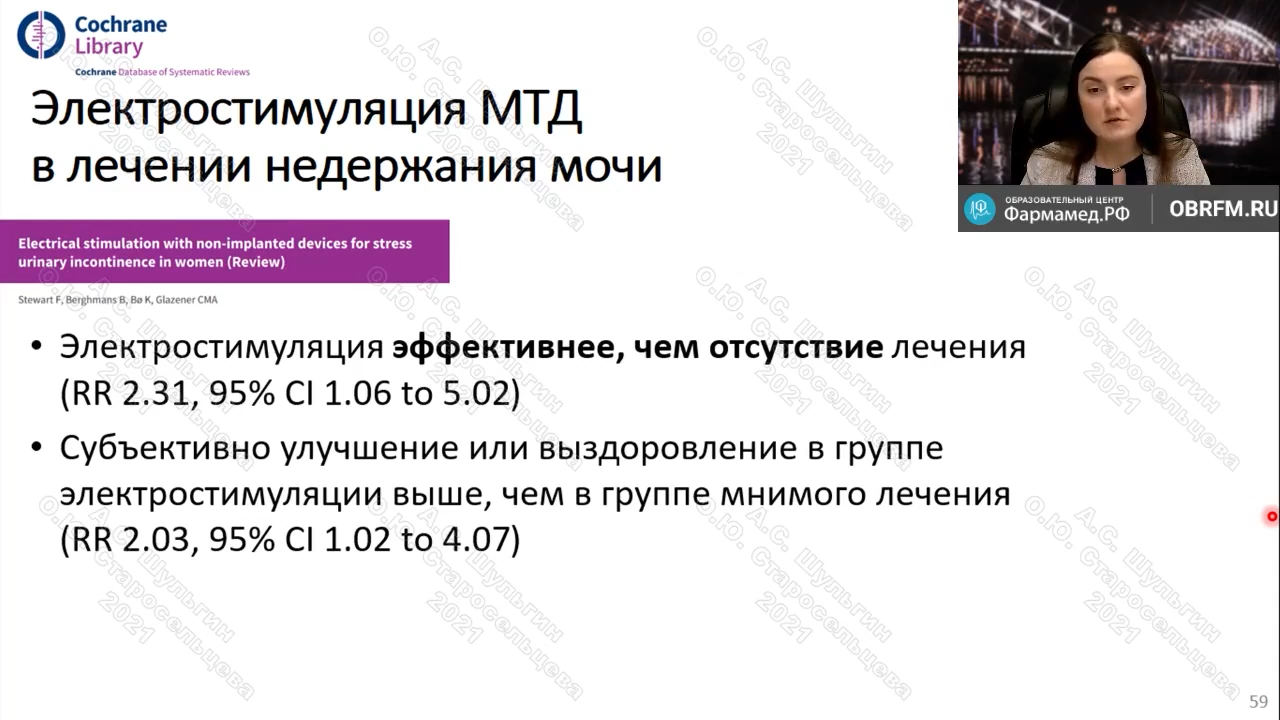 Cochrane
Library
Cochrane Database of Systematic Reviews
Электростимуляция МТД
в лечении недержания мочи
ОБРАЗОВАТЕЛЬНЫЙ ЦЕНТР
Фармамед.РФ
OBRFM.RU
Electrical stimulation with non-implanted devices for stress
urinary incontinence in women (Review)
Stewart F, Berghmans B, Bø K, Glazener CMA
• Электростимуляция эффективнее, чем отсутствие лечения
(RR 2.31, 95% CI 1.06 to 5.02)
• Субъективно улучшение или выздоровление в группе
электростимуляции выше, чем в группе мнимого лечения
(RR 2.03, 95% CI 1.02 to 4.07)
59
А.С. Шульгин
О.Ю. Старосельцева
2021